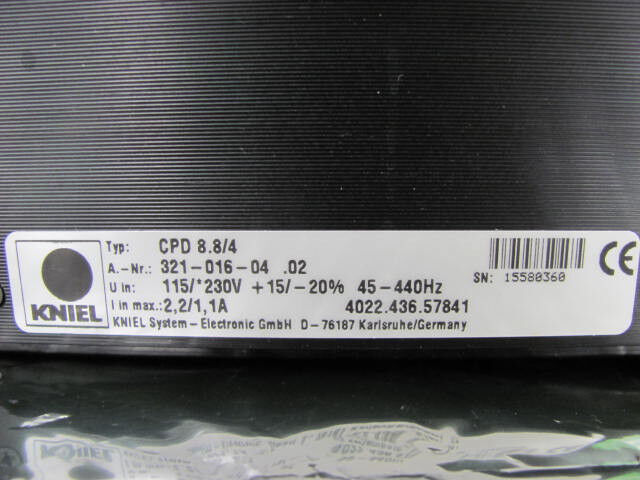 Typ: CPD 8.8/4
A.-Nr.: 321-016-04 .02
U in: 115/*230V +15/-20% 45-440Hz
I in max.: 2,2/1,1A 4022.436.57841
KNIEL System-Electronic GmbH D-76187 Karlsruhe/Germany
KNIEL
SN: 15580360
CE
KNIEL